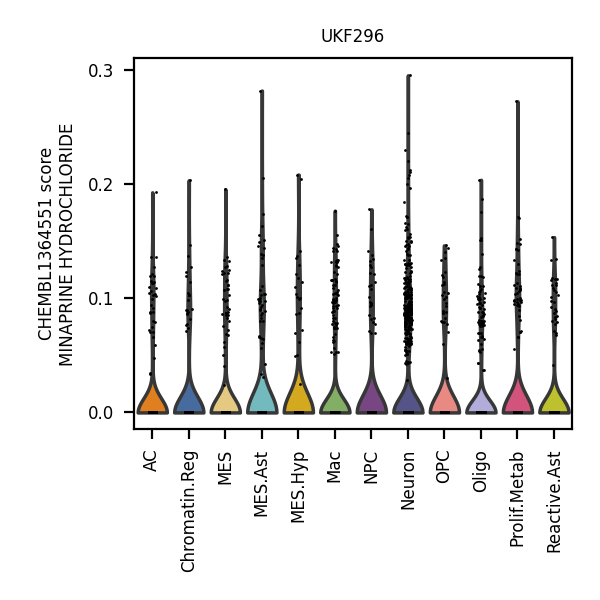 UKF296
CHEMBL1364551 score
MINAPRINE HYDROCHLORIDE
0.3
0.2
0.1
0.0
AC
Chromatin.Reg
MES
MES.Ast
MES.Hyp
Mac
NPC
Neuron
OPC
Oligo
Prolif.Metab
Reactive.Ast